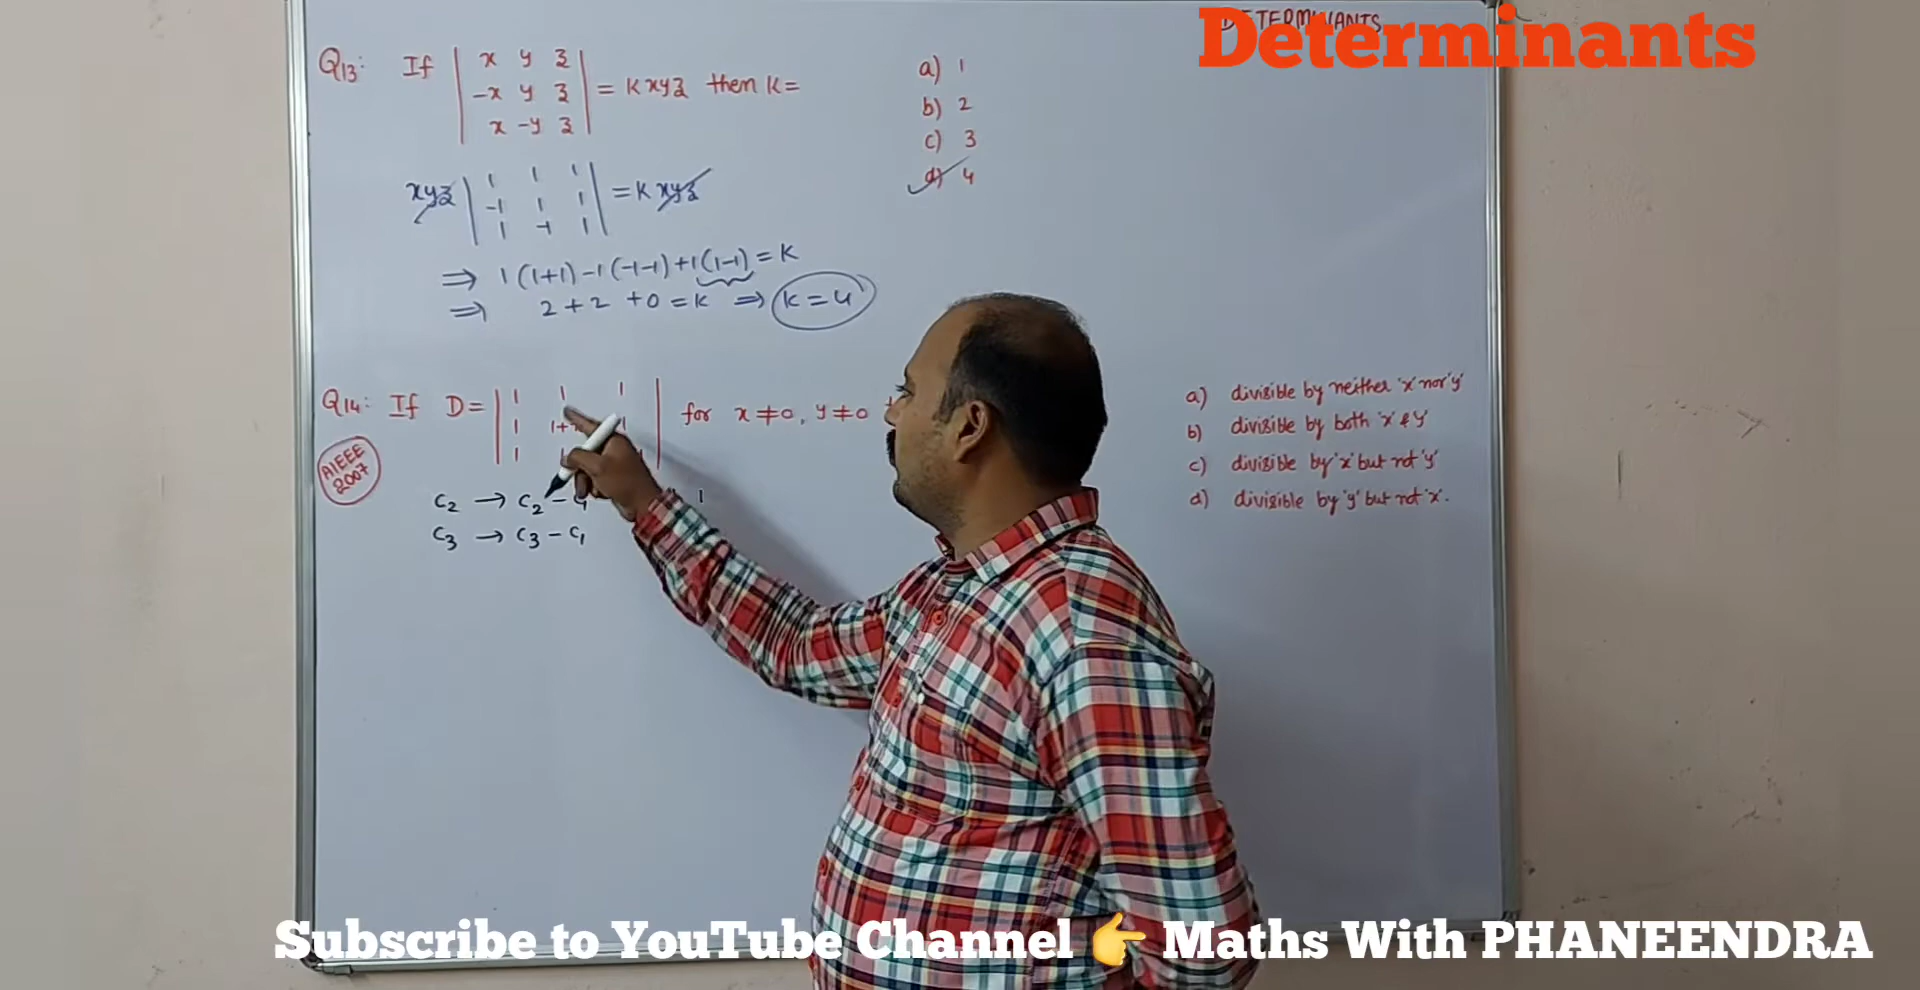 DETERMINANTS
Determinants
Q13: If | x y z | = K xyz then K=
| -x y z |
| x -y z |
a) 1
b) 2
c) 3
d) 4
xyz | 1 1 1 | = K xyz
| -1 1 1 |
| 1 -1 1 |
⇒ 1(1+1) -1(-1-1) +1(1-1) = K
⇒ 2+2+0 = K ⇒ K=4
Q14: If D= | 1 1 1 | for x≠0, y≠0
| 1 1+ 1 |
| 1
AIEEE 2007
a) divisible by neither 'x' nor 'y'
b) divisible by both 'x' & 'y'
c) divisible by 'x' but not 'y'
d) divisible by 'y' but not 'x'.
C2 → C2 - C1 1
C3 → C3 - C1
Subscribe to YouTube Channel 👉 Maths With PHANEENDRA